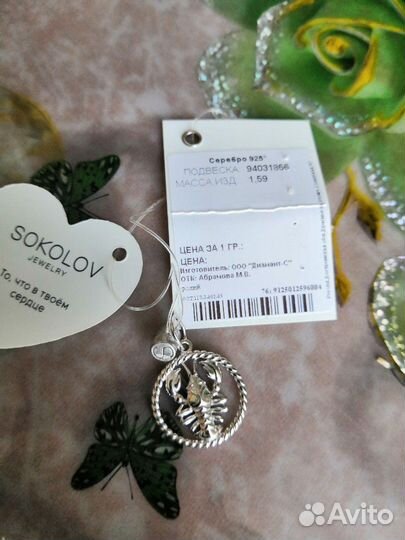 SOKOLOV
JEWELRY
То, что в твоём
сердце
Серебро 925°
ПОДВЕСКА: 94031866
МАССА ИЗД. 1,59
ЦЕНА ЗА 1 ГР.:
ЦЕНА:
Изготовитель: ООО "Диамант-С"
ОТК: Абрамова М.В.
Avito